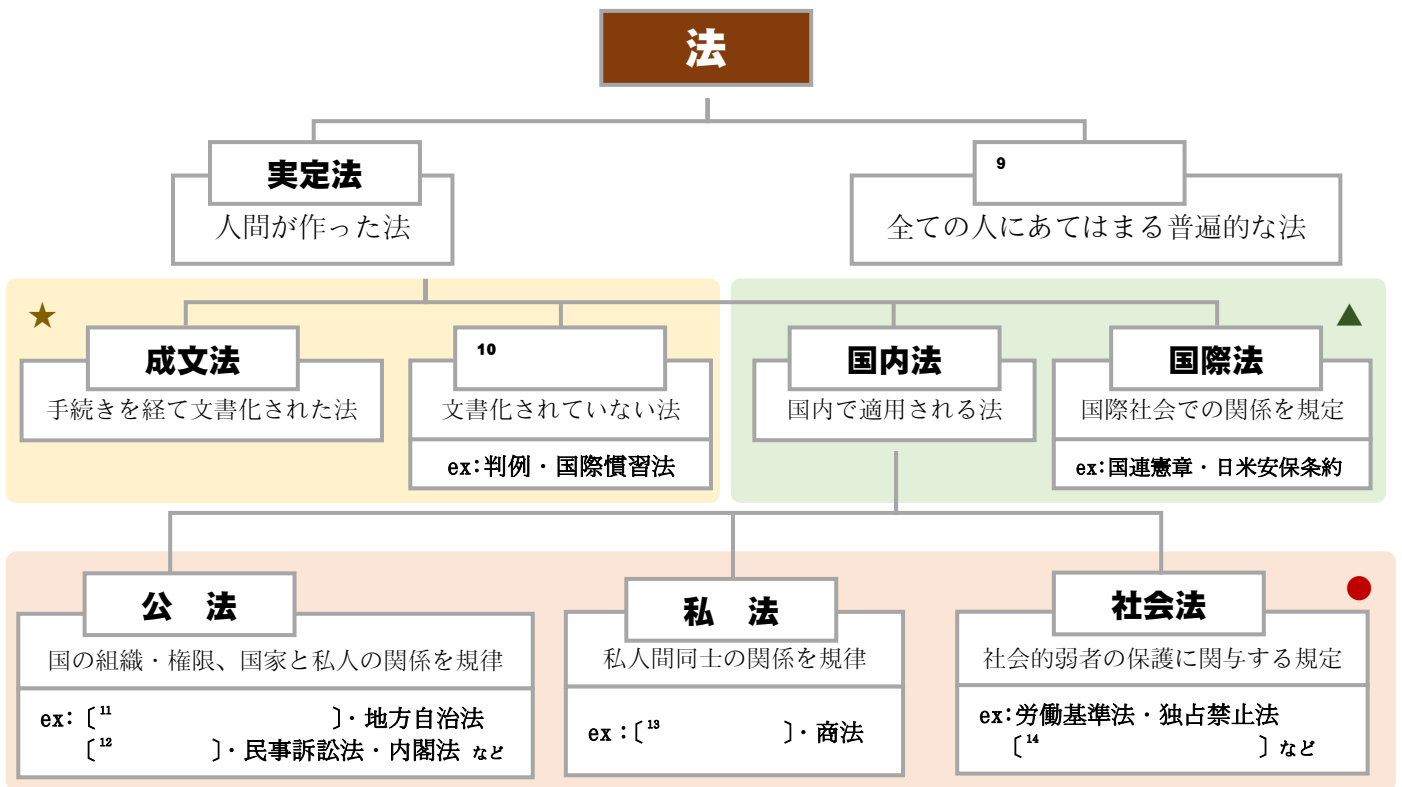 法
実定法
人間が作った法
9
全ての人にあてはまる普遍的な法
★
▲
成文法
手続きを経て文書化された法
10
文書化されていない法
ex:判例・国際慣習法
国内法
国内で適用される法
国際法
国際社会での関係を規定
ex:国連憲章・日米安保条約
●
公　法
国の組織・権限、国家と私人の関係を規律
ex:〔11　　　　　　　　　〕・地方自治法
〔12　　　　　〕・民事訴訟法・内閣法 など
私　法
私人間同士の関係を規律
ex:〔13　　　　　〕・商法
社会法
社会的弱者の保護に関与する規定
ex:労働基準法・独占禁止法
〔14　　　　　　　　　〕など